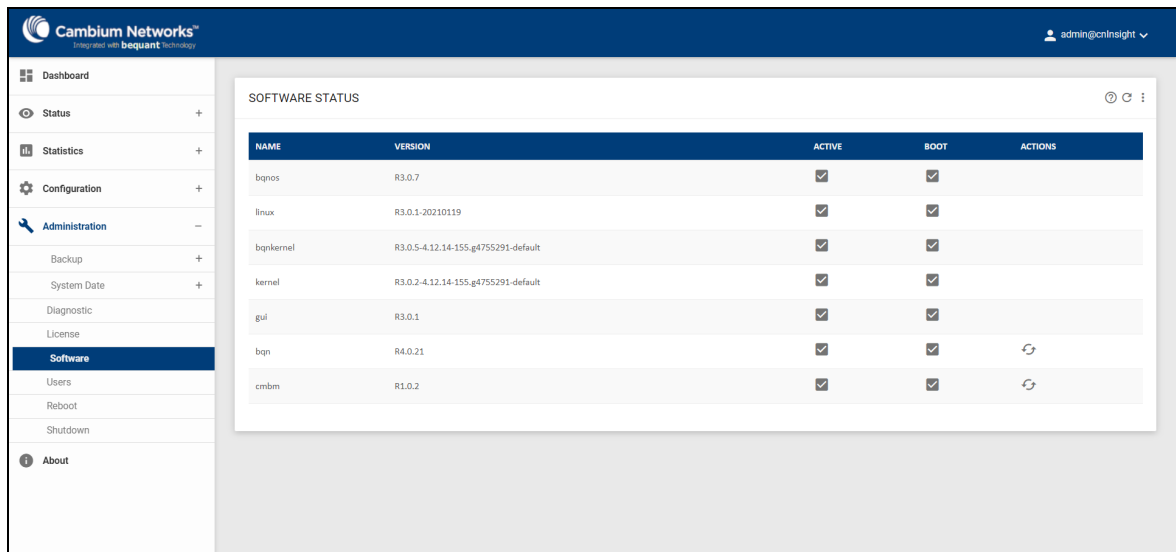 Cambium Networks™
Integrated with bequant Technology
admin@cnInsight
Dashboard
Status
Statistics
Configuration
Administration
Backup
System Date
Diagnostic
License
Software
Users
Reboot
Shutdown
About
SOFTWARE STATUS
NAME VERSION ACTIVE BOOT ACTIONS
bqnos R3.0.7
linux R3.0.1-20210119
bqnkernel R3.0.5-4.12.14-155.g4755291-default
kernel R3.0.2-4.12.14-155.g4755291-default
gui R3.0.1
bqn R4.0.21
cmbm R1.0.2